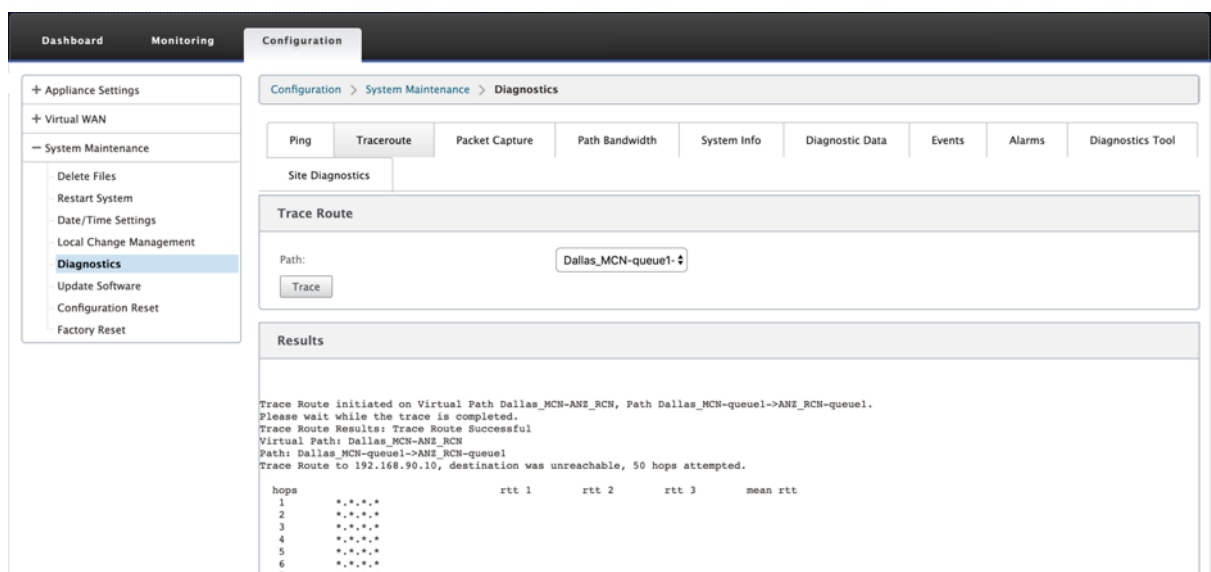 Dashboard Monitoring Configuration
+ Appliance Settings
+ Virtual WAN
− System Maintenance
Delete Files
Restart System
Date/Time Settings
Local Change Management
Diagnostics
Update Software
Configuration Reset
Factory Reset
Configuration > System Maintenance > Diagnostics
Ping Traceroute Packet Capture Path Bandwidth System Info Diagnostic Data Events Alarms Diagnostics Tool
Site Diagnostics
Trace Route
Path: Dallas_MCN-queue1-
Trace
Results
Trace Route initiated on Virtual Path Dallas_MCN-ANZ_RCN, Path Dallas_MCN-queue1->ANZ_RCN-queue1.
Please wait while the trace is completed.
Trace Route Results: Trace Route Successful
Virtual Path: Dallas_MCN-ANZ_RCN
Path: Dallas_MCN-queue1->ANZ_RCN-queue1
Trace Route to 192.168.90.10, destination was unreachable, 50 hops attempted.
hops rtt 1 rtt 2 rtt 3 mean rtt
1 *.*.*.*
2 *.*.*.*
3 *.*.*.*
4 *.*.*.*
5 *.*.*.*
6 *.*.*.*